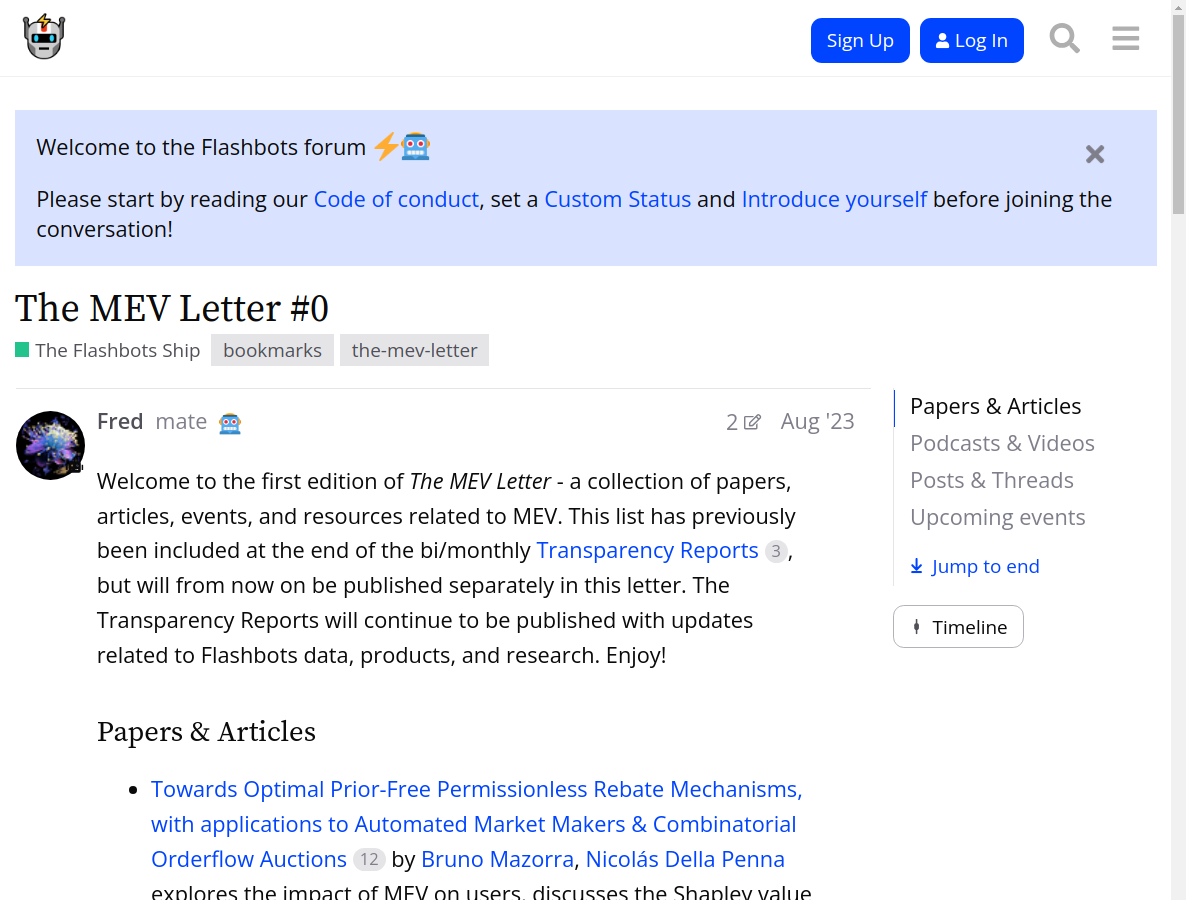 Sign Up
Log In
Welcome to the Flashbots forum
Please start by reading our Code of conduct, set a Custom Status and Introduce yourself before joining the
conversation!
The MEV Letter #0
The Flashbots Ship
bookmarks
the-mev-letter
Fred mate
2
Aug '23
Welcome to the first edition of The MEV Letter - a collection of papers,
articles, events, and resources related to MEV. This list has previously
been included at the end of the bi/monthly Transparency Reports 3,
but will from now on be published separately in this letter. The
Transparency Reports will continue to be published with updates
related to Flashbots data, products, and research. Enjoy!
Papers & Articles
Towards Optimal Prior-Free Permissionless Rebate Mechanisms,
with applications to Automated Market Makers & Combinatorial
Orderflow Auctions 12 by Bruno Mazorra, Nicolás Della Penna
explores the impact of MEV on users, discusses the Shapley value
Papers & Articles
Podcasts & Videos
Posts & Threads
Upcoming events
Jump to end
Timeline